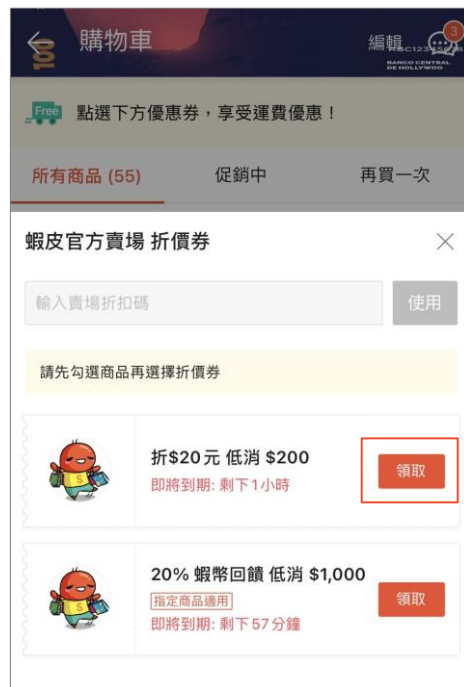 購物車
編輯
3
100
ABC12345678
BANCO CENTRAL
DE HOLLYWOO
Free
點選下方優惠券，享受運費優惠！
所有商品 (55)
促銷中
再買一次
蝦皮官方賣場 折價券
輸入賣場折扣碼
使用
請先勾選商品再選擇折價券
折$20元 低消 $200
即將到期: 剩下1小時
領取
S
20% 蝦幣回饋 低消 $1,000
指定商品適用
即將到期: 剩下57分鐘
領取
S